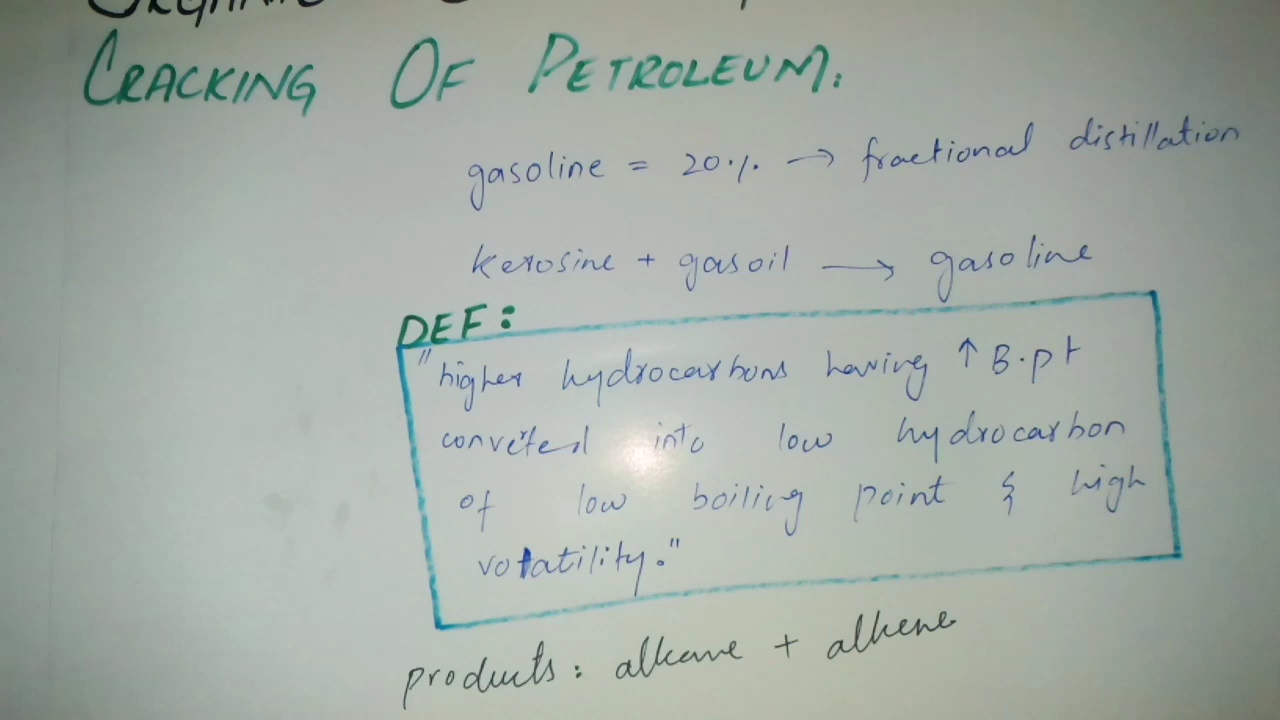 CRACKING OF PETROLEUM.
gasoline = 20% → fractional distillation
kerosine + gasoil → gasoline
DEF:
"higher hydrocarbons having ↑ B.pt
converted into low hydrocarbon
of low boiling point & high
volatility."
products: alkane + alkene